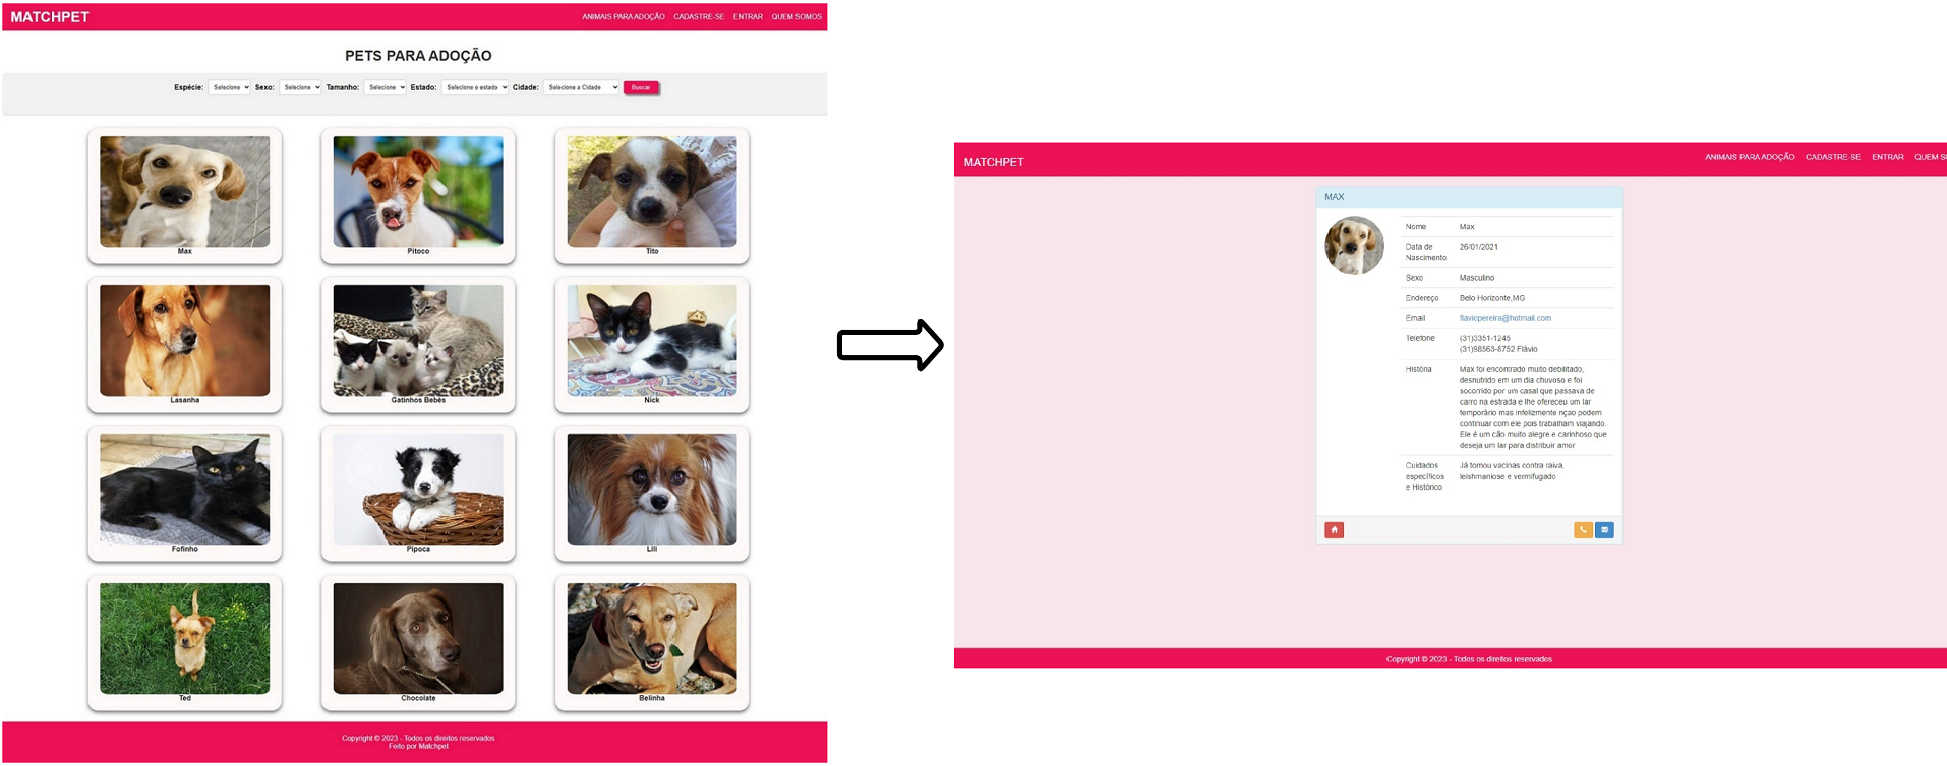 MATCHPET
ANIMAIS PARA ADOÇÃO CADASTRE-SE ENTRAR QUEM SOMOS
PETS PARA ADOÇÃO
Espécie: Selecione Sexo: Selecione Tamanho: Selecione Estado: Selecione o estado Cidade: Selecione a Cidade Buscar
Max Pitoco Tito
Lasanha Gatinhos Bebês Nick
Fofinho Pipoca Lili
Ted Chocolate Belinha
Copyright © 2023 - Todos os direitos reservados
Feito por Matchpet
MATCHPET
ANIMAIS PARA ADOÇÃO CADASTRE-SE ENTRAR QUEM
MAX
Nome Max
Data de Nascimento 26/01/2021
Sexo Masculino
Endereço Belo Horizonte,MG
Email flaviopereira@hotmail.com
Telefone (31)3351-1245
(31)98563-8752 Flávio
História Max foi encontrado muito debilitado,
desnutrido em um dia chuvoso e foi
socorrido por um casal que passava de
carro na estrada e lhe ofereceu um lar
temporário mas infelizmente niçao podem
continuar com ele pois trabalham viajando.
Ele é um cão muito alegre e carinhoso que
deseja um lar para distribuir amor
Cuidados Já tomou vacinas contra raiva,
específicos leishmaniose e vermifugado
e Histórico
Copyright © 2023 - Todos os direitos reservados